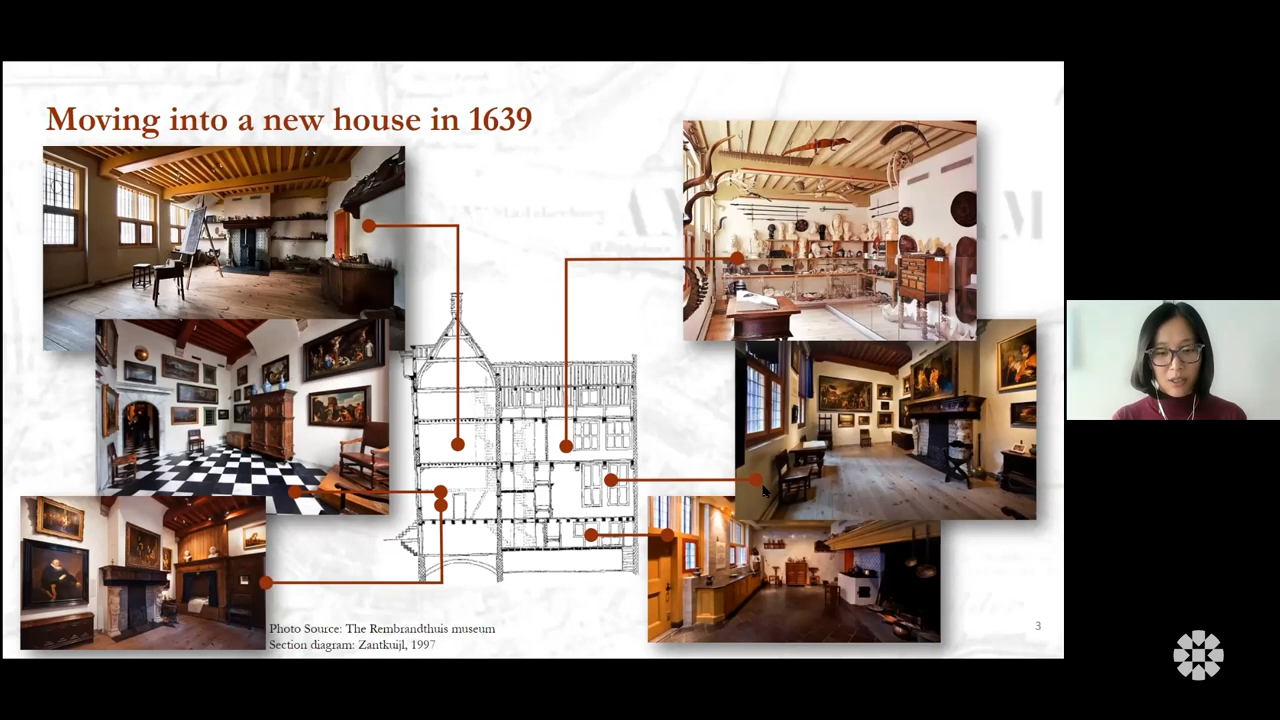 Moving into a new house in 1639
Photo Source: The Rembrandthuis museum
Section diagram: Zantkuijl, 1997
3